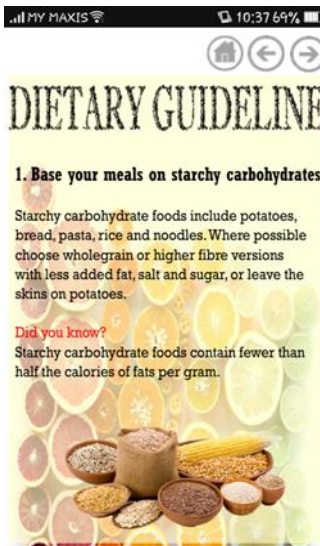 MY MAXIS 10:37 69%
DIETARY GUIDELINE
1. Base your meals on starchy carbohydrates
Starchy carbohydrate foods include potatoes,
bread, pasta, rice and noodles. Where possible
choose wholegrain or higher fibre versions
with less added fat, salt and sugar, or leave the
skins on potatoes.
Did you know?
Starchy carbohydrate foods contain fewer than
half the calories of fats per gram.